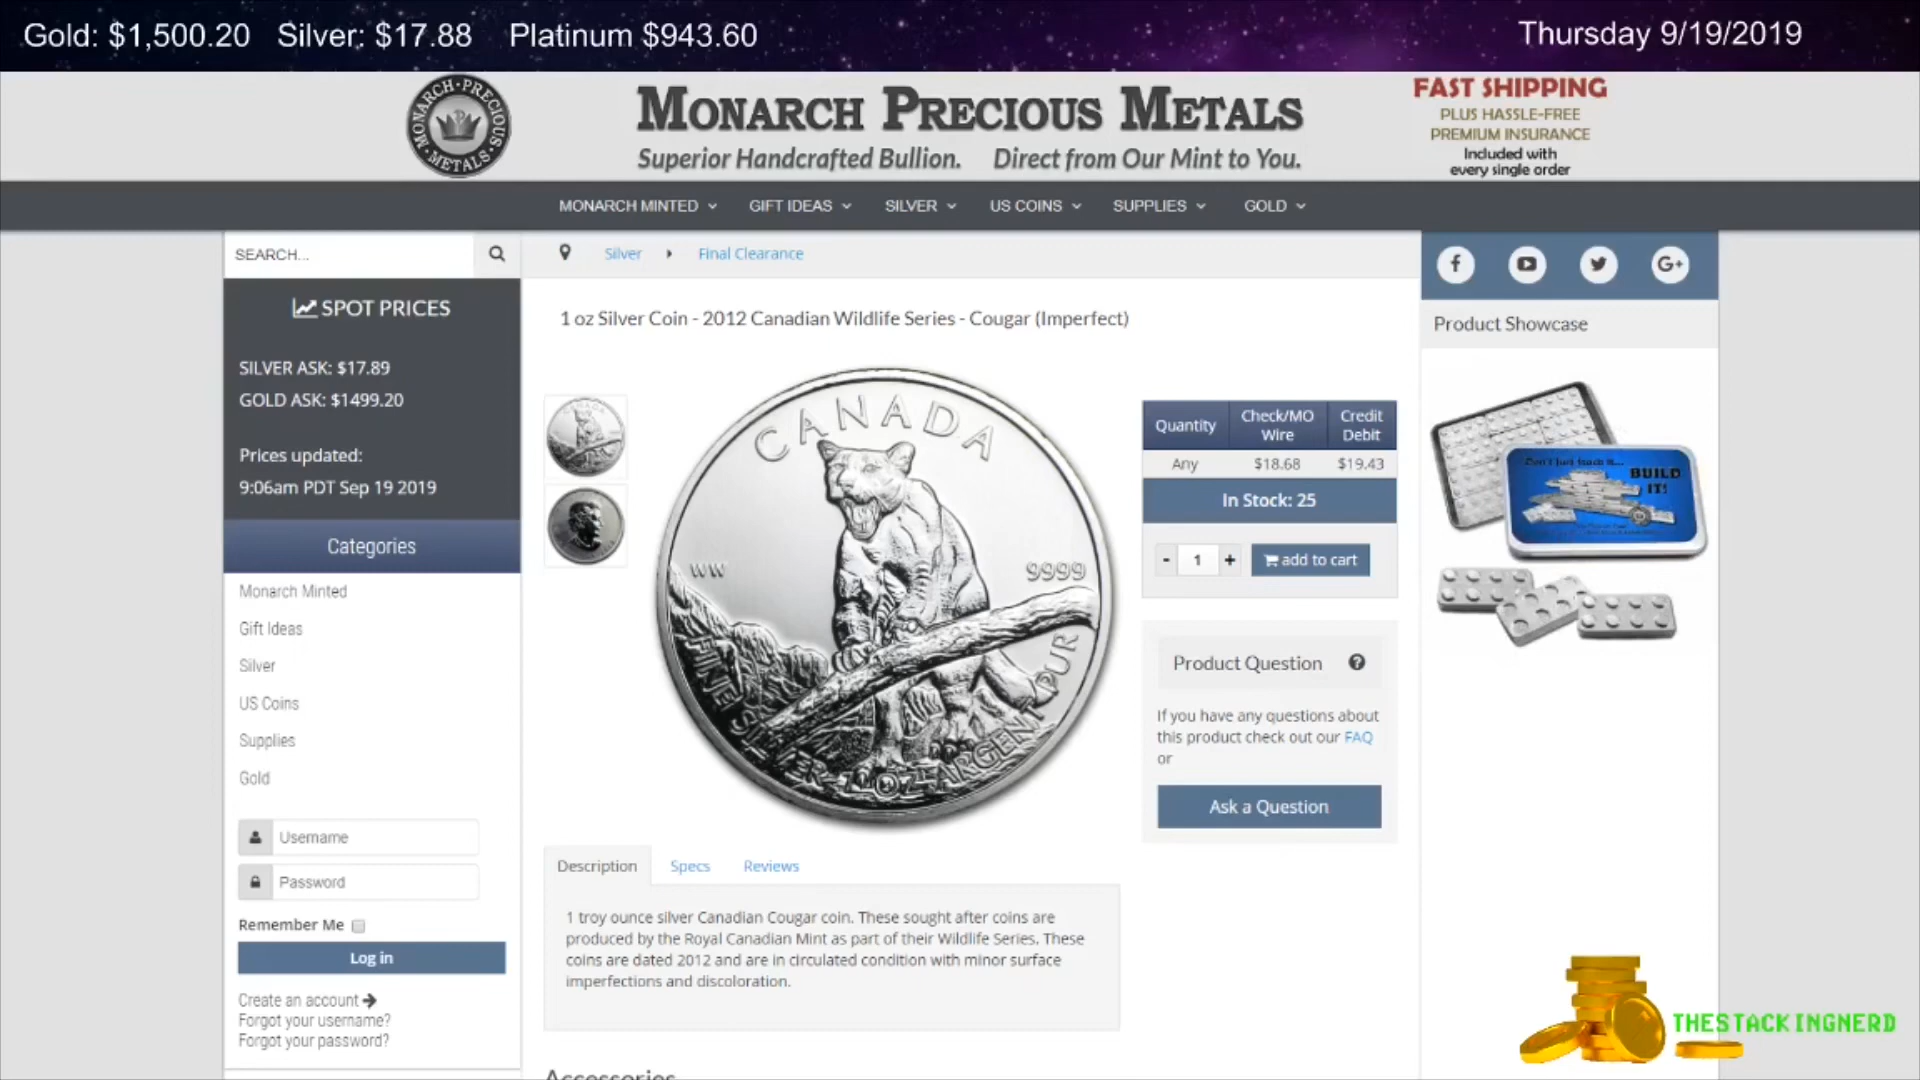 Gold: $1,500.20 Silver: $17.88 Platinum $943.60
Thursday 9/19/2019
MONARCH·PRECIOUS METALS
MONARCH PRECIOUS METALS
Superior Handcrafted Bullion. Direct from Our Mint to You.
FAST SHIPPING
PLUS HASSLE-FREE
PREMIUM INSURANCE
Included with
every single order
MONARCH MINTED GIFT IDEAS SILVER US COINS SUPPLIES GOLD
SEARCH...
SPOT PRICES
SILVER ASK: $17.89
GOLD ASK: $1499.20
Prices updated:
9:06am PDT Sep 19 2019
Categories
Monarch Minted
Gift Ideas
Silver
US Coins
Supplies
Gold
Username
Password
Remember Me
Log in
Create an account
Forgot your username?
Forgot your password?
Silver Final Clearance
1 oz Silver Coin - 2012 Canadian Wildlife Series - Cougar (Imperfect)
CANADA
WW
9999
FINE SILVER 1 OZ ARGENT PUR
Quantity Check/MO Wire Credit Debit
Any $18.68 $19.43
In Stock: 25
- 1 + add to cart
Product Question
If you have any questions about
this product check out our FAQ
or
Ask a Question
Description Specs Reviews
1 troy ounce silver Canadian Cougar coin. These sought after coins are
produced by the Royal Canadian Mint as part of their Wildlife Series. These
coins are dated 2012 and are in circulated condition with minor surface
imperfections and discoloration.
Accessories
G+
Product Showcase
Don't just stack it...
BUILD
IT!
THESTACKINGNERD